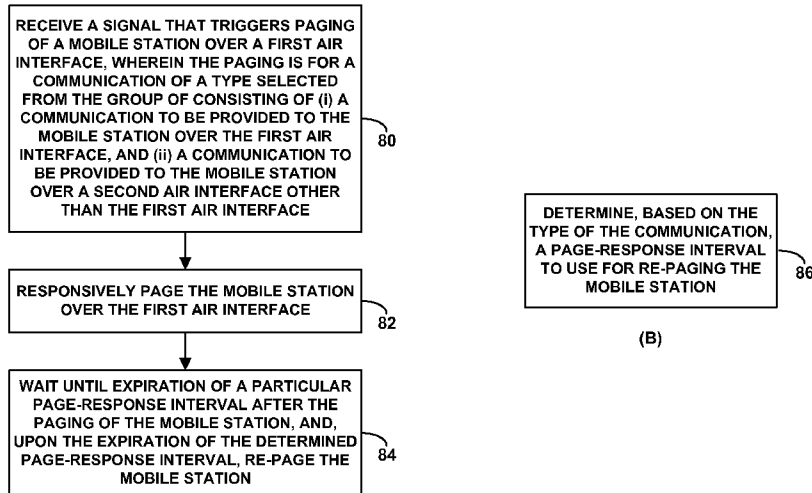 RECEIVE A SIGNAL THAT TRIGGERS PAGING
OF A MOBILE STATION OVER A FIRST AIR
INTERFACE, WHEREIN THE PAGING IS FOR A
COMMUNICATION OF A TYPE SELECTED
FROM THE GROUP OF CONSISTING OF (i) A
COMMUNICATION TO BE PROVIDED TO THE
MOBILE STATION OVER THE FIRST AIR
INTERFACE, AND (ii) A COMMUNICATION TO
BE PROVIDED TO THE MOBILE STATION
OVER A SECOND AIR INTERFACE OTHER
THAN THE FIRST AIR INTERFACE
80
RESPONSIVELY PAGE THE MOBILE STATION
OVER THE FIRST AIR INTERFACE
82
WAIT UNTIL EXPIRATION OF A PARTICULAR
PAGE-RESPONSE INTERVAL AFTER THE
PAGING OF THE MOBILE STATION, AND,
UPON THE EXPIRATION OF THE DETERMINED
PAGE-RESPONSE INTERVAL, RE-PAGE THE
MOBILE STATION
84
DETERMINE, BASED ON THE
TYPE OF THE COMMUNICATION,
A PAGE-RESPONSE INTERVAL
TO USE FOR RE-PAGING THE
MOBILE STATION
86
(B)